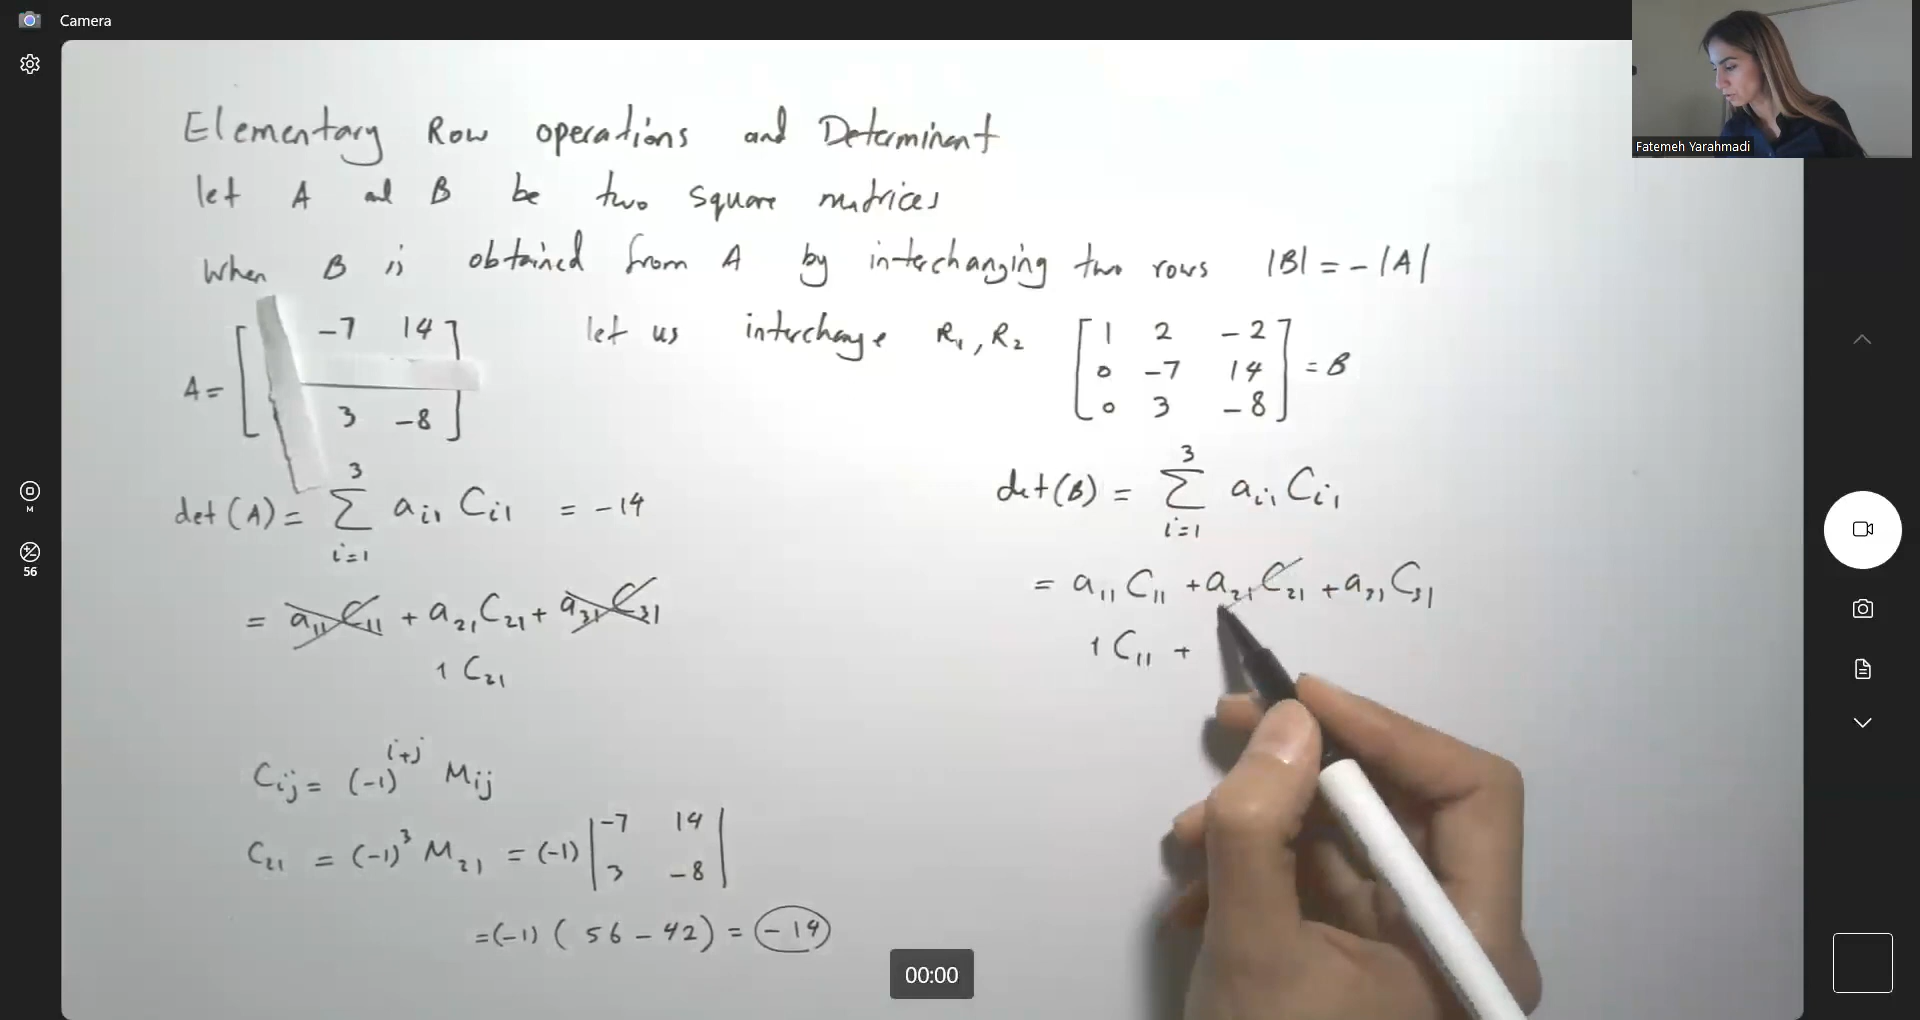 Camera
Fatemeh Yarahmadi
Elementary Row operations and Determinant
let A and B be two square matrices
When B is obtained from A by interchanging two rows |B| = -|A|
A = [ -7 14
3 -8 ]
let us interchange R1, R2
[ 1 2 -2
0 -7 14
0 3 -8 ] = B
det(A) = ∑ i=1 3 ai1 Ci1 = -14
= a11 C11 + a21 C21 + a31 C31
1 C21
Cij = (-1)^i+j Mij
C21 = (-1)^3 M21 = (-1) | -7 14
3 -8 |
= (-1) ( 56 - 42 ) = -14
det(B) = ∑ i=1 3 ai1 Ci1
= a11 C11 + a21 C21 + a31 C31
1 C11 +
M
56
00:00